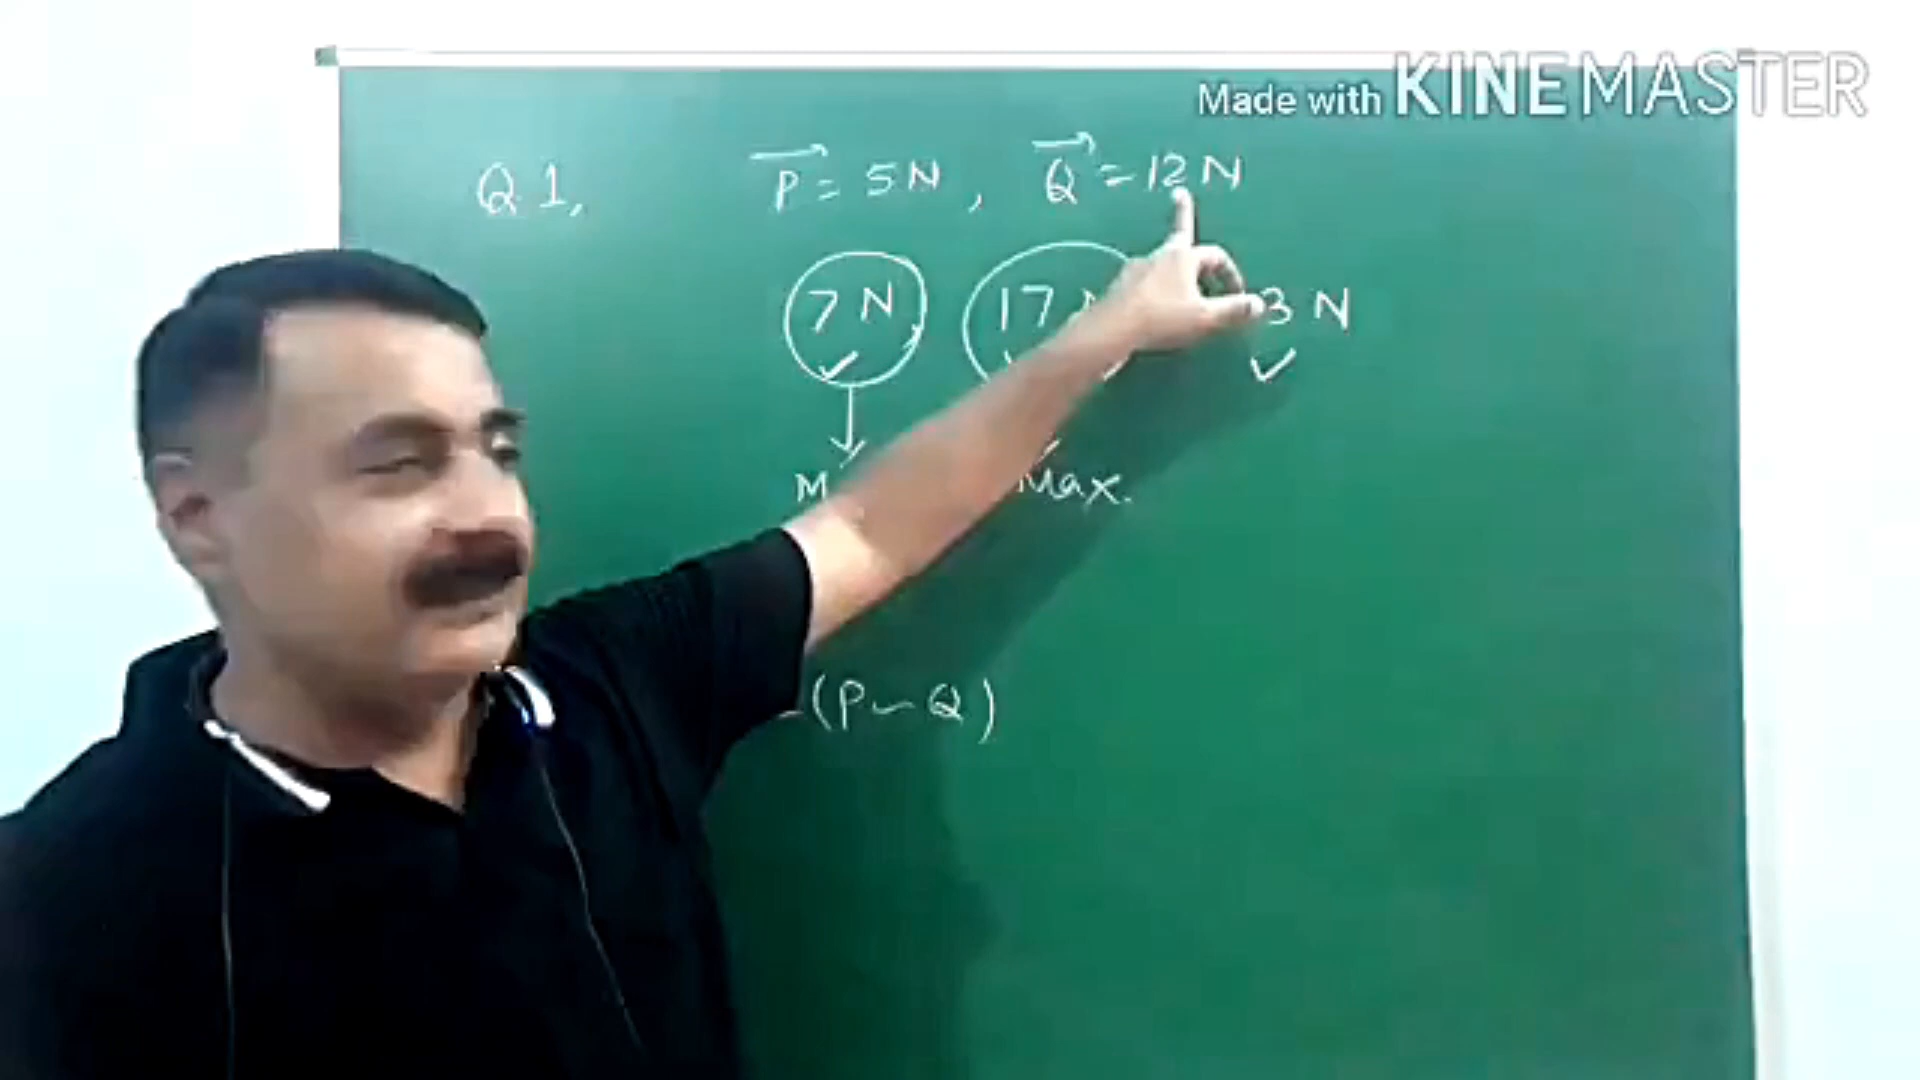 Made with KINEMASTER
Q.1, P = 5N, Q = 12N
7 N 17 3 N
M Max.
(P ~ Q)